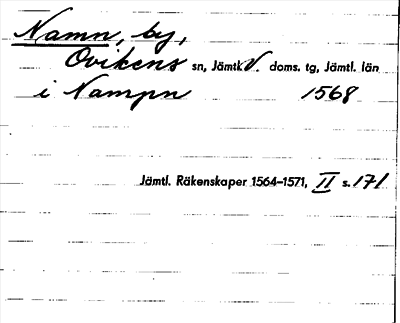 Namn, by,
Ovikens sn, Jämtl. V. doms. tg, Jämtl. län
i Nampn 1568
Jämtl. Räkenskaper 1564–1571, II s. 171